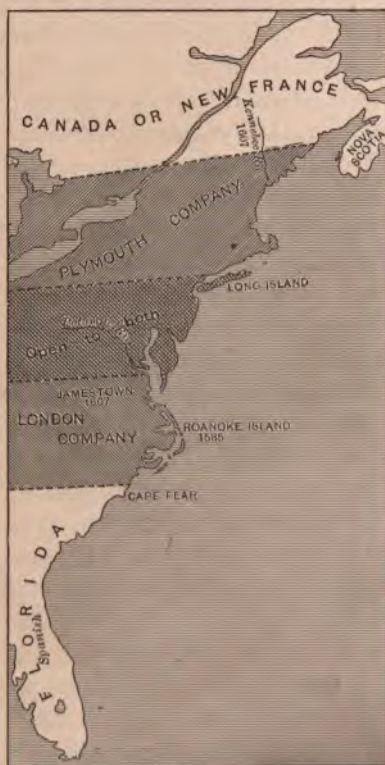 CANADA OR NEW FRANCE
Kennebec R.
1607
NOVA
SCOTIA
PLYMOUTH COMPANY
LONG ISLAND
Open to both
JAMESTOWN
1607
LONDON
COMPANY
ROANOKE ISLAND
1585
CAPE FEAR
FLORIDA
Spanish